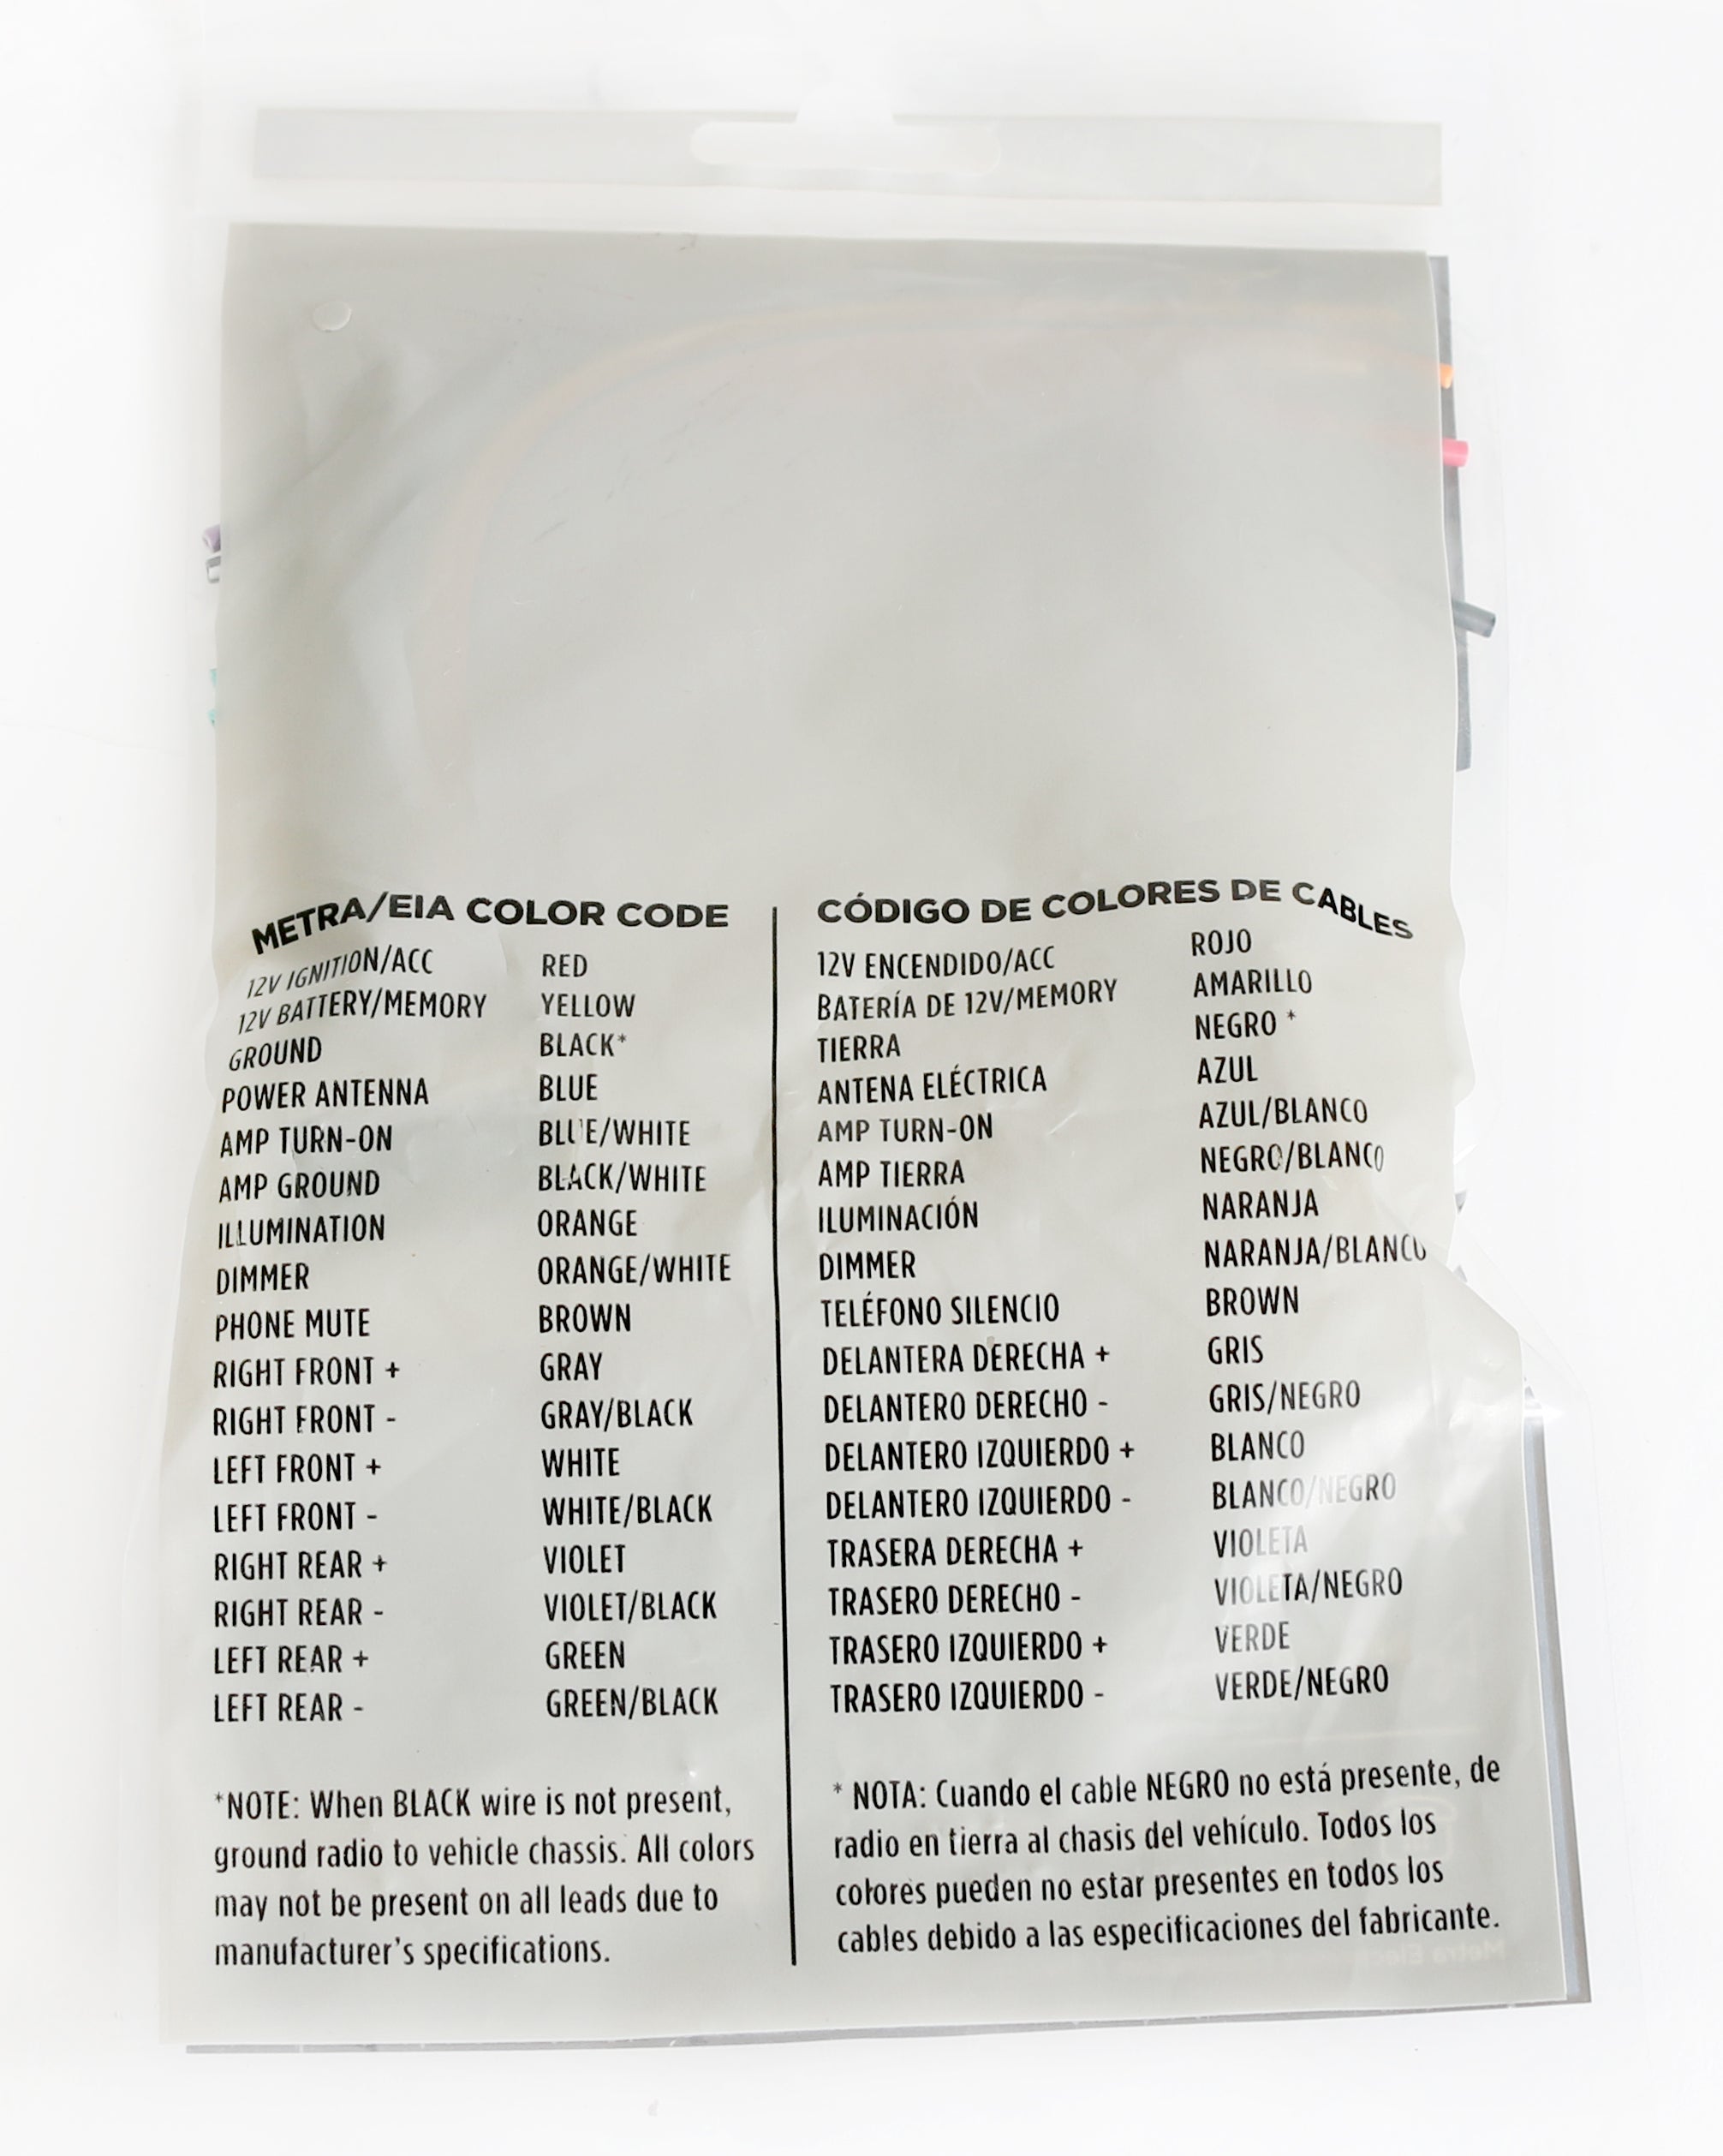 METRA/EIA COLOR CODE
12V IGNITION/ACC RED
12V BATTERY/MEMORY YELLOW
GROUND BLACK*
POWER ANTENNA BLUE
AMP TURN-ON BLUE/WHITE
AMP GROUND BLACK/WHITE
ILLUMINATION ORANGE
DIMMER ORANGE/WHITE
PHONE MUTE BROWN
RIGHT FRONT + GRAY
RIGHT FRONT - GRAY/BLACK
LEFT FRONT + WHITE
LEFT FRONT - WHITE/BLACK
RIGHT REAR + VIOLET
RIGHT REAR - VIOLET/BLACK
LEFT REAR + GREEN
LEFT REAR - GREEN/BLACK
*NOTE: When BLACK wire is not present,
ground radio to vehicle chassis. All colors
may not be present on all leads due to
manufacturer's specifications.
CÓDIGO DE COLORES DE CABLES
12V ENCENDIDO/ACC ROJO
BATERÍA DE 12V/MEMORY AMARILLO
TIERRA NEGRO *
ANTENA ELÉCTRICA AZUL
AMP TURN-ON AZUL/BLANCO
AMP TIERRA NEGRO/BLANCO
ILUMINACIÓN NARANJA
DIMMER NARANJA/BLANCO
TELÉFONO SILENCIO BROWN
DELANTERA DERECHA + GRIS
DELANTERO DERECHO - GRIS/NEGRO
DELANTERO IZQUIERDO + BLANCO
DELANTERO IZQUIERDO - BLANCO/NEGRO
TRASERA DERECHA + VIOLETA
TRASERO DERECHO - VIOLETA/NEGRO
TRASERO IZQUIERDO + VERDE
TRASERO IZQUIERDO - VERDE/NEGRO
* NOTA: Cuando el cable NEGRO no está presente, de
radio en tierra al chasis del vehículo. Todos los
colores pueden no estar presentes en todos los
cables debido a las especificaciones del fabricante.